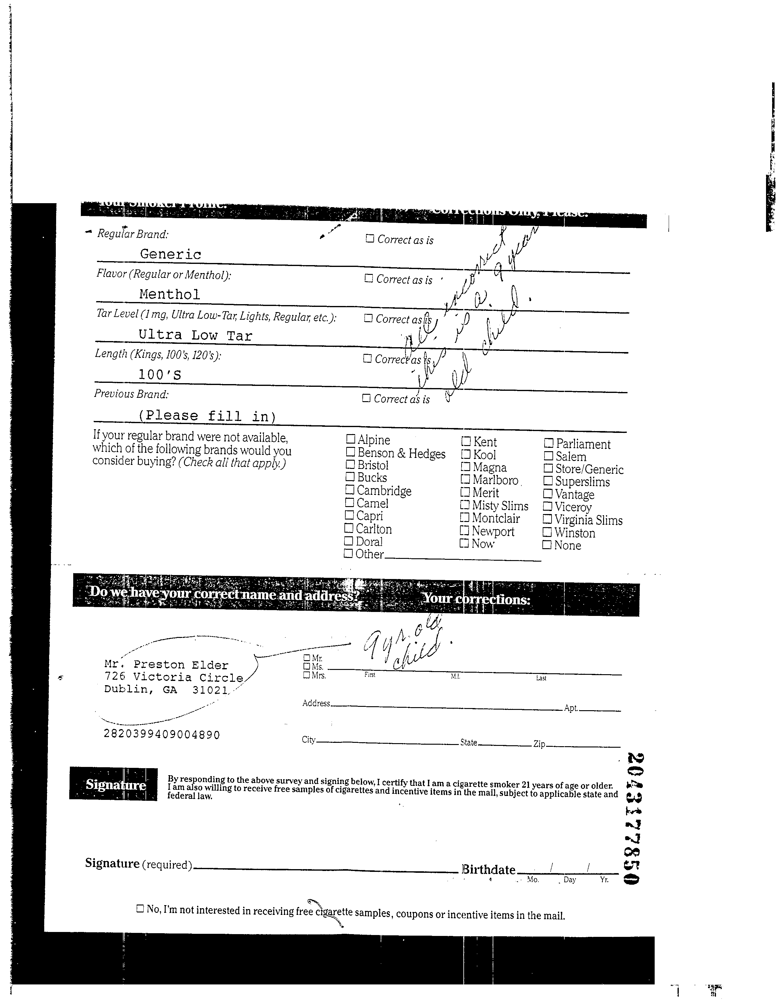 Your Smoker Profile: Corrections Only, Please:
Regular Brand: ☐ Correct as is
Generic
Flavor (Regular or Menthol): ☐ Correct as is
Menthol
Tar Level (1 mg, Ultra Low-Tar, Lights, Regular, etc.): ☐ Correct as is
Ultra Low Tar
Length (Kings, 100's, 120's): ☐ Correct as is
100'S
Previous Brand: ☐ Correct as is
(Please fill in)
all incorrect
this is a 9 year
old child.
If your regular brand were not available,
which of the following brands would you
consider buying? (Check all that apply.)
☐ Alpine
☐ Benson & Hedges
☐ Bristol
☐ Bucks
☐ Cambridge
☐ Camel
☐ Capri
☐ Carlton
☐ Doral
☐ Other
☐ Kent
☐ Kool
☐ Magna
☐ Marlboro
☐ Merit
☐ Misty Slims
☐ Montclair
☐ Newport
☐ Now
☐ Parliament
☐ Salem
☐ Store/Generic
☐ Superslims
☐ Vantage
☐ Viceroy
☐ Virginia Slims
☐ Winston
☐ None
Do we have your correct name and address? Your corrections:
9 yr. old
child.
Mr. Preston Elder
726 Victoria Circle
Dublin, GA 31021
2820399409004890
☐ Mr.
☐ Ms.
☐ Mrs. First M.I. Last
Address Apt.
City State Zip
Signature
By responding to the above survey and signing below, I certify that I am a cigarette smoker 21 years of age or older.
I am also willing to receive free samples of cigarettes and incentive items in the mail, subject to applicable state and
federal law.
Signature (required) Birthdate / /
Mo. Day Yr.
☐ No, I'm not interested in receiving free cigarette samples, coupons or incentive items in the mail.
2043177850